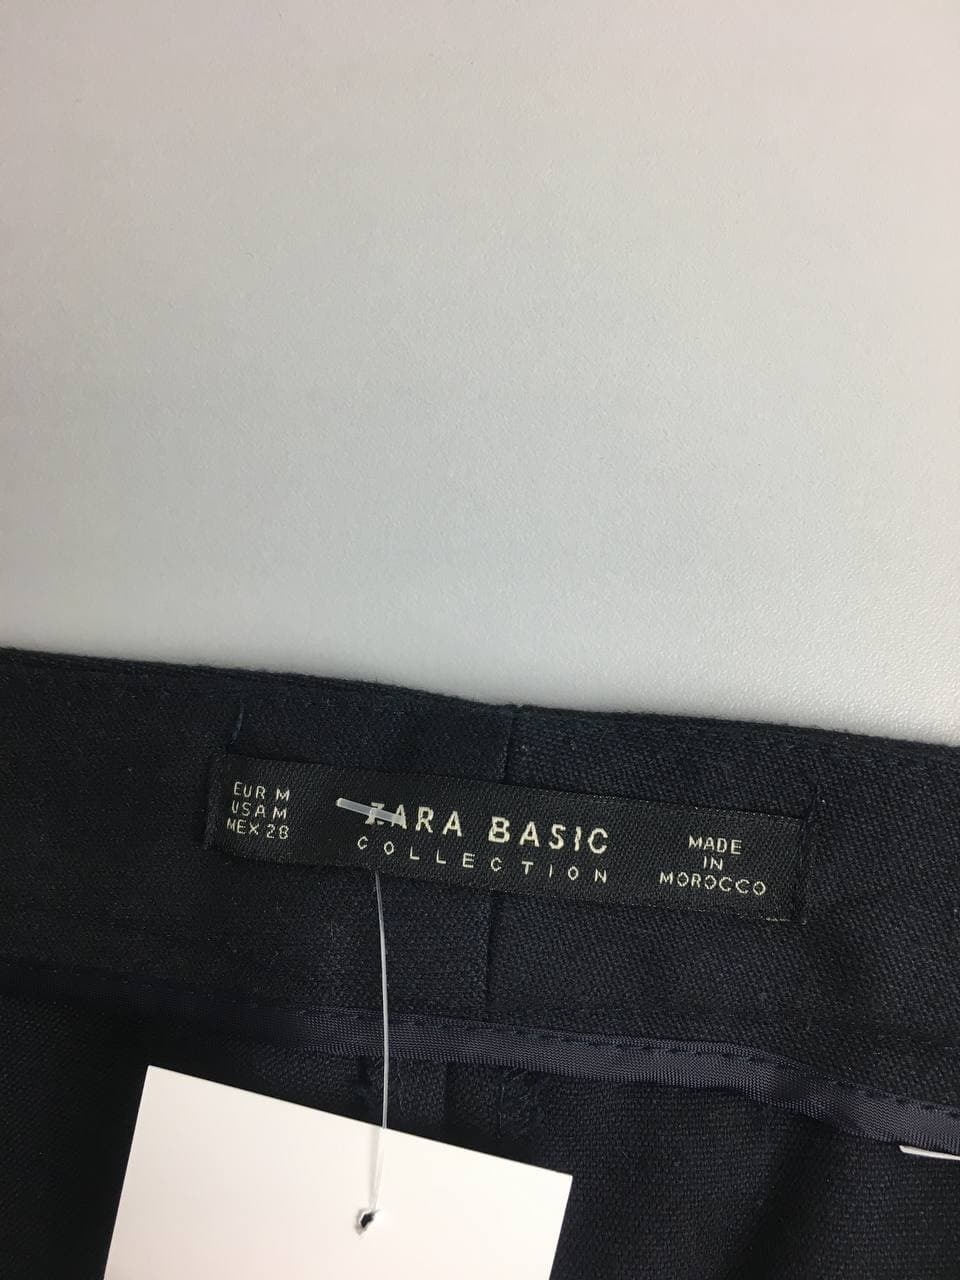 EUR M
USA M
MEX 28
ZARA BASIC
COLLECTION
MADE
IN
MOROCCO